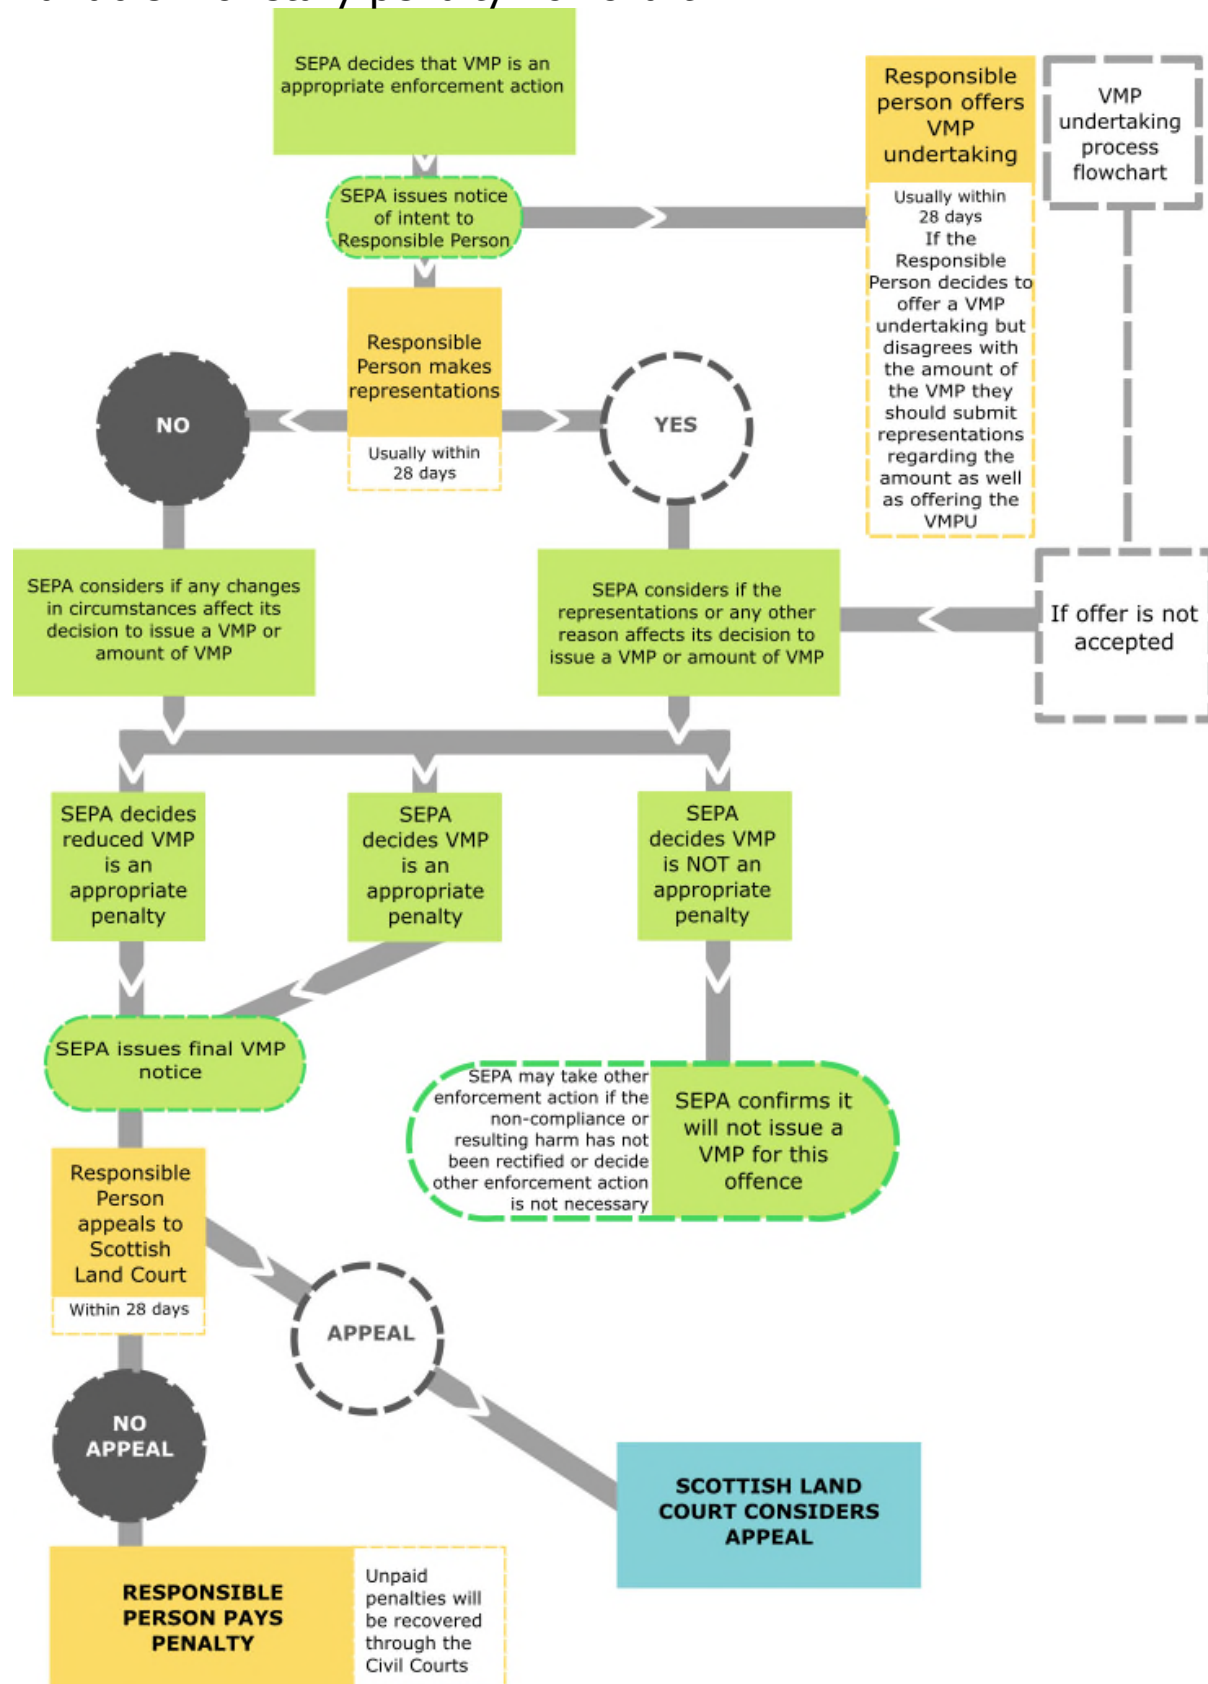 SEPA decides that VMP is an
appropriate enforcement action
SEPA issues notice
of intent to
Responsible Person
Responsible
person offers
VMP
undertaking
Usually within
28 days
If the
Responsible
Person decides to
offer a VMP
undertaking but
disagrees with
the amount of
the VMP they
should submit
representations
regarding the
amount as well
as offering the
VMPU
VMP
undertaking
process
flowchart
Responsible
Person makes
representations
Usually within
28 days
NO
YES
SEPA considers if any changes
in circumstances affect its
decision to issue a VMP or
amount of VMP
SEPA considers if the
representations or any other
reason affects its decision to
issue a VMP or amount of VMP
If offer is not
accepted
SEPA decides
reduced VMP
is an
appropriate
penalty
SEPA
decides VMP
is an
appropriate
penalty
SEPA
decides VMP
is NOT an
appropriate
penalty
SEPA issues final VMP
notice
SEPA may take other
enforcement action if the
non-compliance or
resulting harm has not
been rectified or decide
other enforcement action
is not necessary
SEPA confirms it
will not issue a
VMP for this
offence
Responsible
Person
appeals to
Scottish
Land Court
Within 28 days
APPEAL
NO
APPEAL
SCOTTISH LAND
COURT CONSIDERS
APPEAL
RESPONSIBLE
PERSON PAYS
PENALTY
Unpaid
penalties will
be recovered
through the
Civil Courts